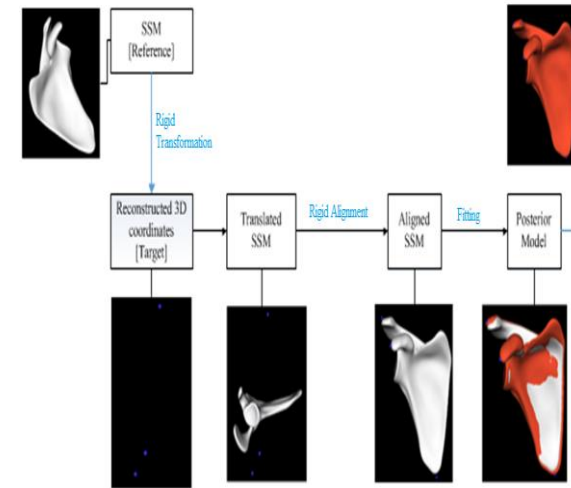 SSM
[Reference]
Rigid
Transformation
Reconstructed 3D
coordinates
[Target]
Translated
SSM
Rigid Alignment
Aligned
SSM
Fitting
Posterior
Model